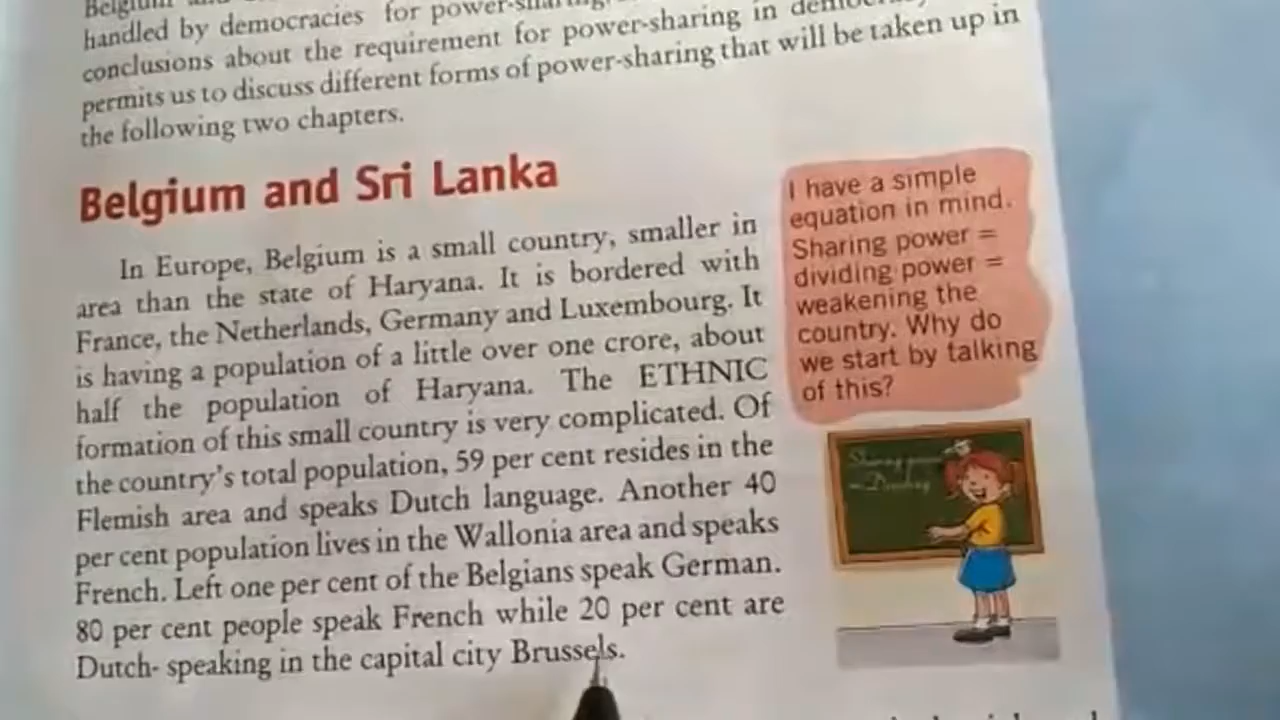 Belgium and
handled by democracies for power-sharing.
conclusions about the requirement for power-sharing in democracy
permits us to discuss different forms of power-sharing that will be taken up in
the following two chapters.
Belgium and Sri Lanka
In Europe, Belgium is a small country, smaller in
area than the state of Haryana. It is bordered with
France, the Netherlands, Germany and Luxembourg. It
is having a population of a little over one crore, about
half the population of Haryana. The ETHNIC
formation of this small country is very complicated. Of
the country's total population, 59 per cent resides in the
Flemish area and speaks Dutch language. Another 40
per cent population lives in the Wallonia area and speaks
French. Left one per cent of the Belgians speak German.
80 per cent people speak French while 20 per cent are
Dutch- speaking in the capital city Brussels.
I have a simple
equation in mind.
Sharing power =
dividing power =
weakening the
country. Why do
we start by talking
of this?
Sharing power